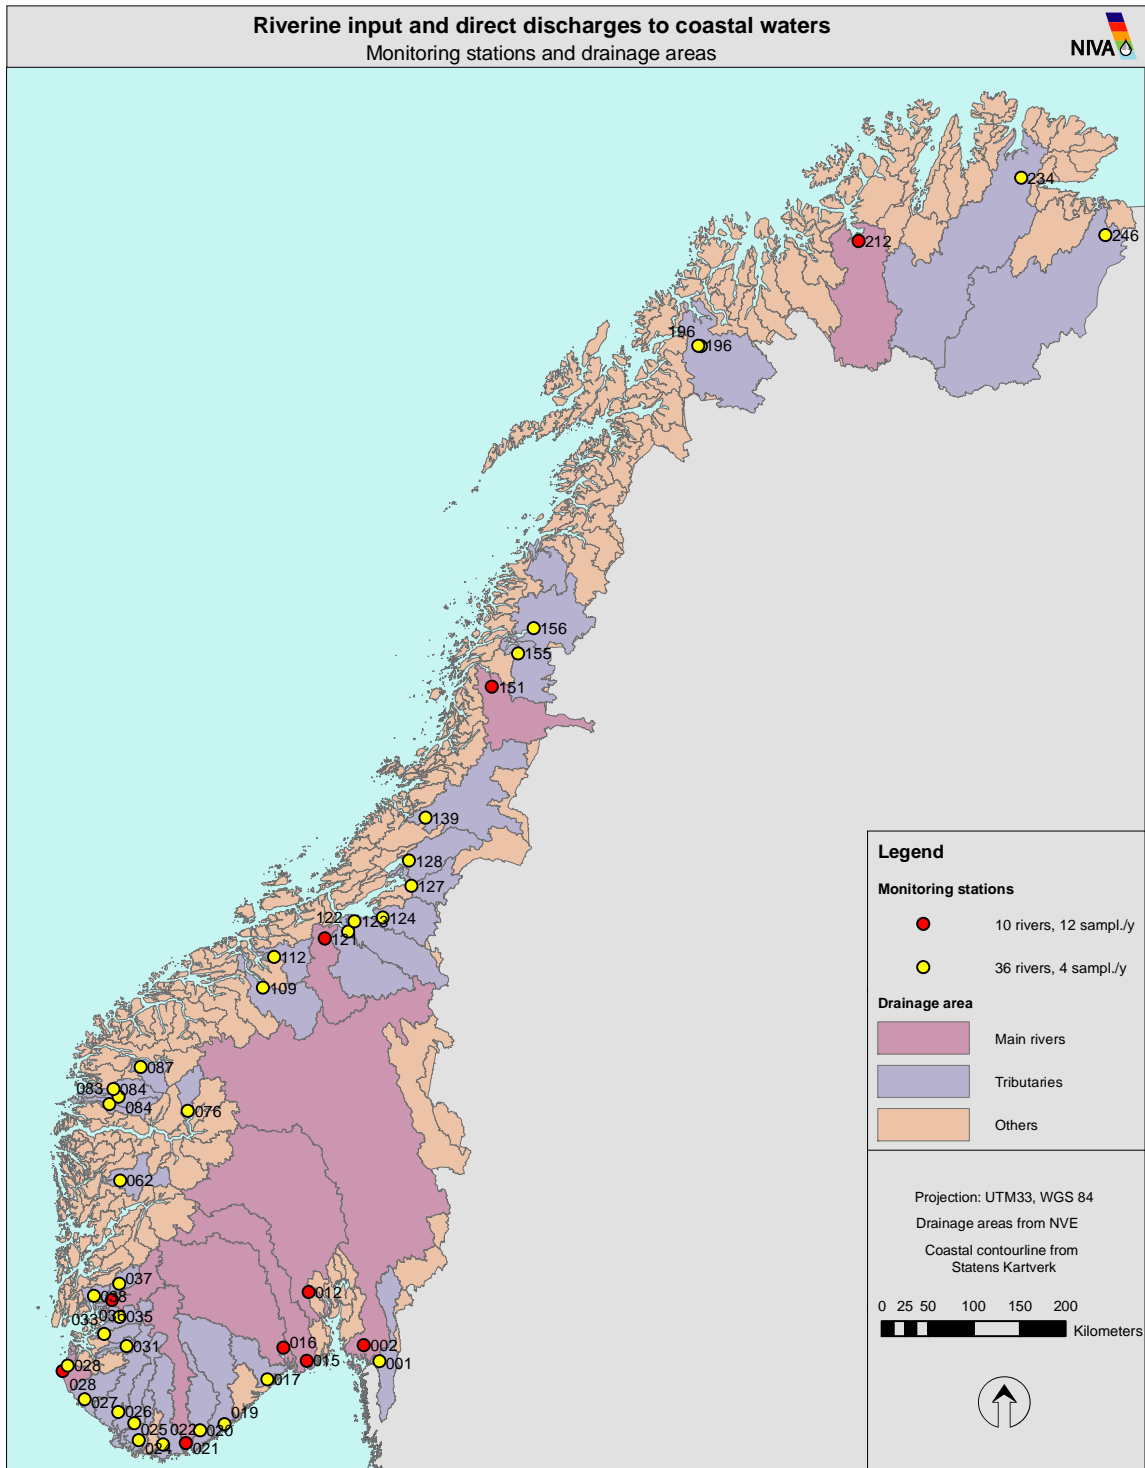 Riverine input and direct discharges to coastal waters
Monitoring stations and drainage areas
NIVA
234
246
212
196
196
156
155
151
139
128
127
122
123
124
121
112
109
087
083
084
084
076
062
037
038
012
033
035
031
016
002
028
015
001
028
017
027
026
019
025
022
020
024
021
Legend
Monitoring stations
10 rivers, 12 sampl./y
36 rivers, 4 sampl./y
Drainage area
Main rivers
Tributaries
Others
Projection: UTM33, WGS 84
Drainage areas from NVE
Coastal contourline from
Statens Kartverk
0 25 50 100 150 200
Kilometers